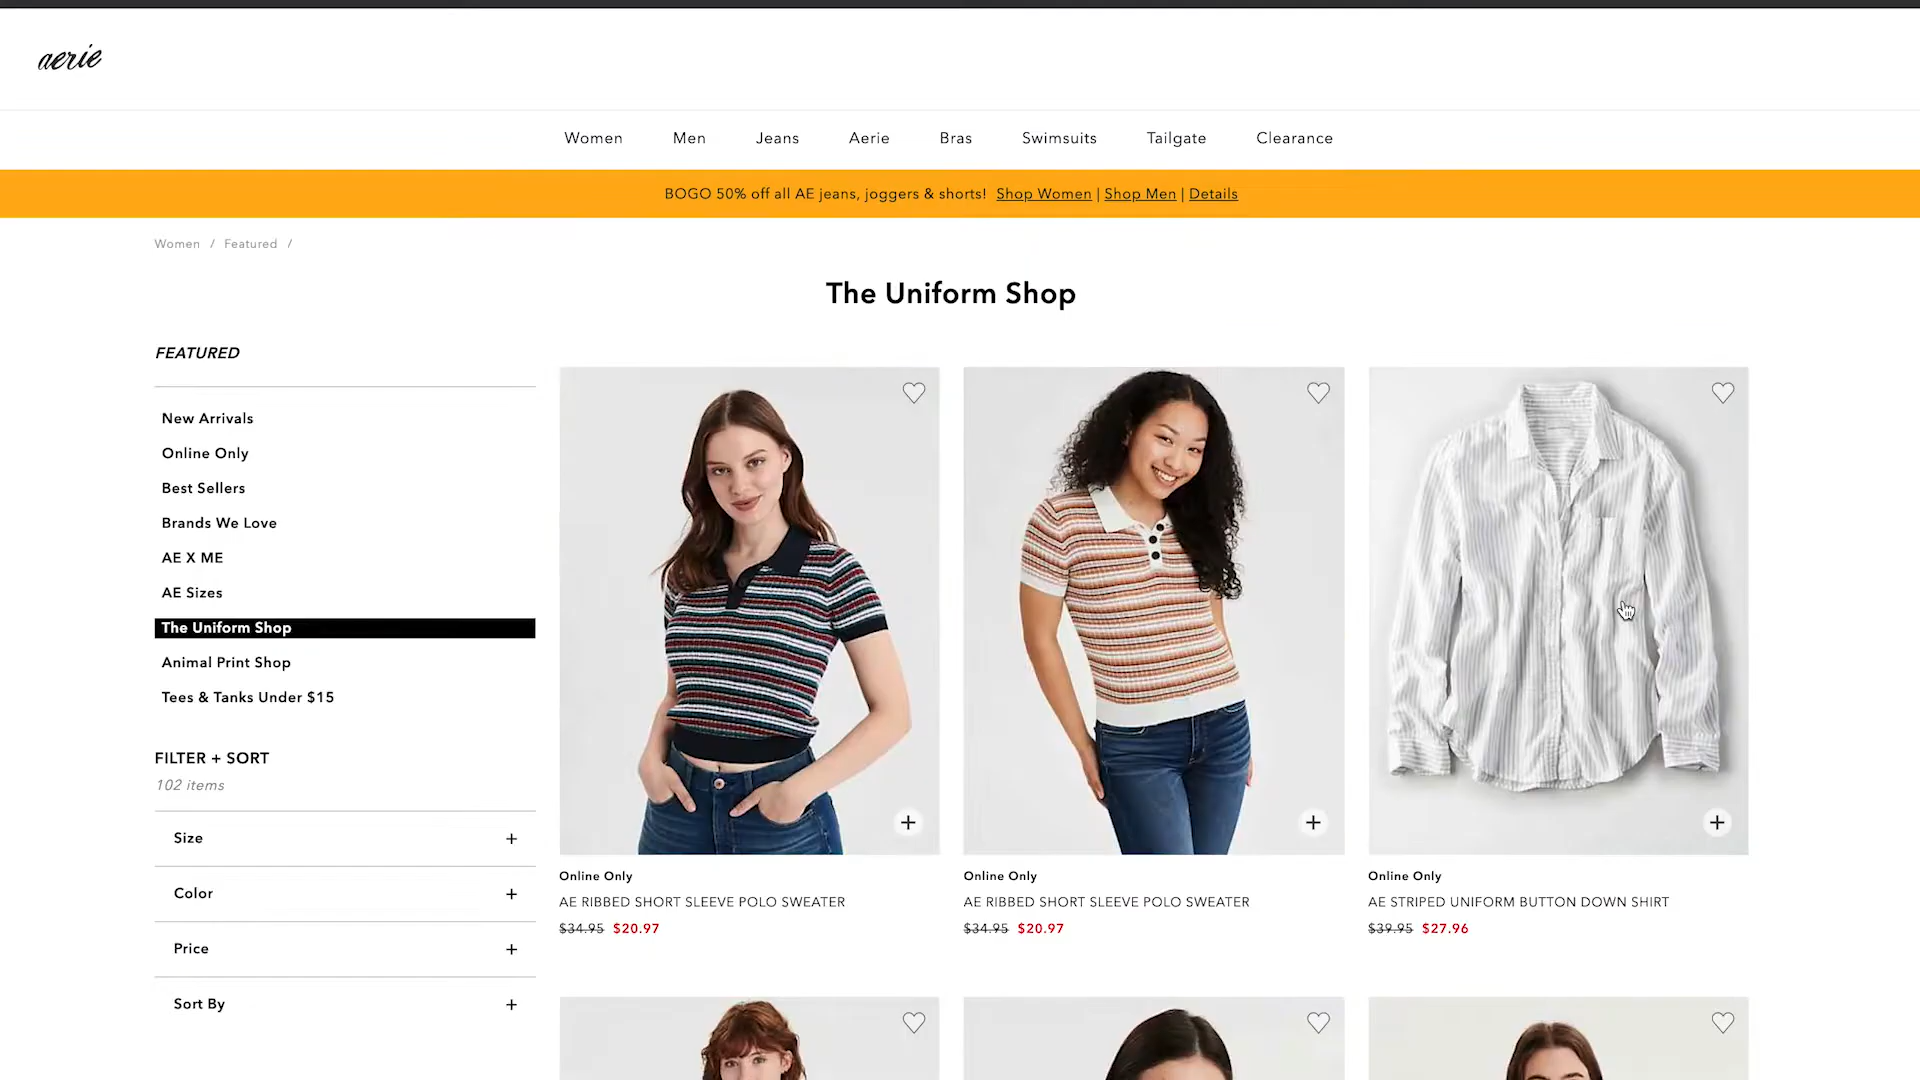 aerie
Women Men Jeans Aerie Bras Swimsuits Tailgate Clearance
BOGO 50% off all AE jeans, joggers & shorts! Shop Women | Shop Men | Details
Women / Featured /
The Uniform Shop
FEATURED
New Arrivals
Online Only
Best Sellers
Brands We Love
AE X ME
AE Sizes
The Uniform Shop
Animal Print Shop
Tees & Tanks Under $15
FILTER + SORT
102 items
Size +
Color +
Price +
Sort By +
Online Only
AE RIBBED SHORT SLEEVE POLO SWEATER
$34.95 $20.97
Online Only
AE RIBBED SHORT SLEEVE POLO SWEATER
$34.95 $20.97
Online Only
AE STRIPED UNIFORM BUTTON DOWN SHIRT
$39.95 $27.96